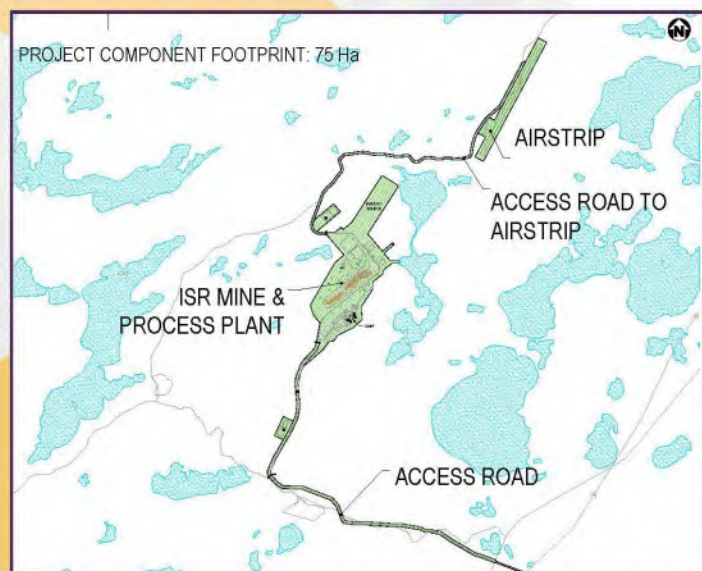 N
PROJECT COMPONENT FOOTPRINT: 75 Ha
AIRSTRIP
ACCESS ROAD TO
AIRSTRIP
ISR MINE &
PROCESS PLANT
ACCESS ROAD